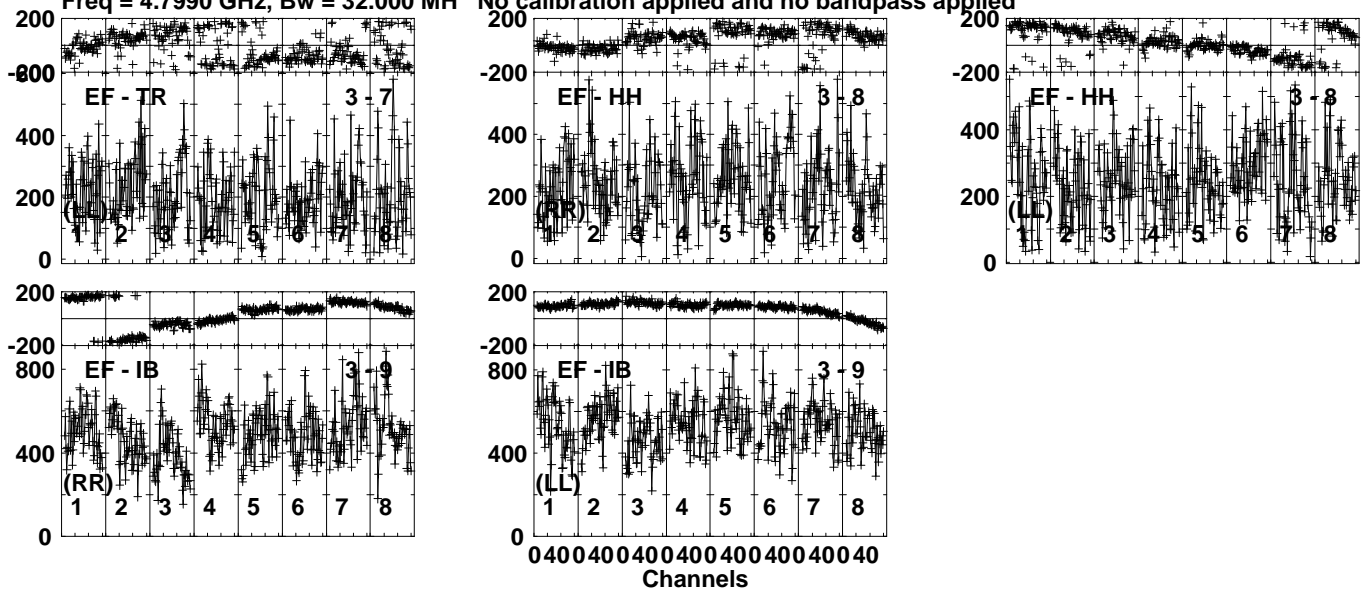 Freq = 4.7990 GHz, Bw = 32.000 MH No calibration applied and no bandpass applied
200 200 200
-200 -200 -200
600
EF - TR 3 - 7 EF - HH 3 - 8 EF - HH 3 - 8
400 400 400
200 200 200
(LL) (RR) (LL)
1 2 3 4 5 6 7 8 1 2 3 4 5 6 7 8 1 2 3 4 5 6 7 8
0 0 0
200 200
-200 -200
EF - IB 3 - 9 EF - IB 3 - 9
800 800
400 400
(RR) (LL)
1 2 3 4 5 6 7 8 1 2 3 4 5 6 7 8
0 0
0 40 0 40 0 40 0 40 0 40 0 40 0 40 0 40
Channels